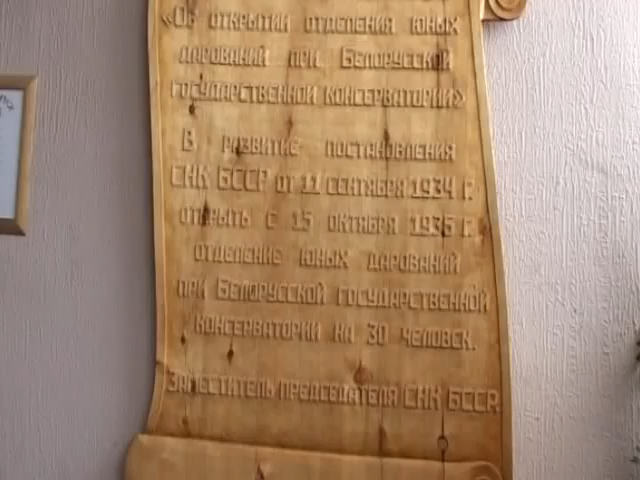 «Об открытии отделения юных
дарований при Белорусской
государственной консерватории»
В развитие постановления
СНК БССР от 11 сентября 1934 г.
открыть с 15 октября 1935 г.
отделение юных дарований
при Белорусской государственной
консерватории на 30 человек.
Заместитель председателя СНК БССР